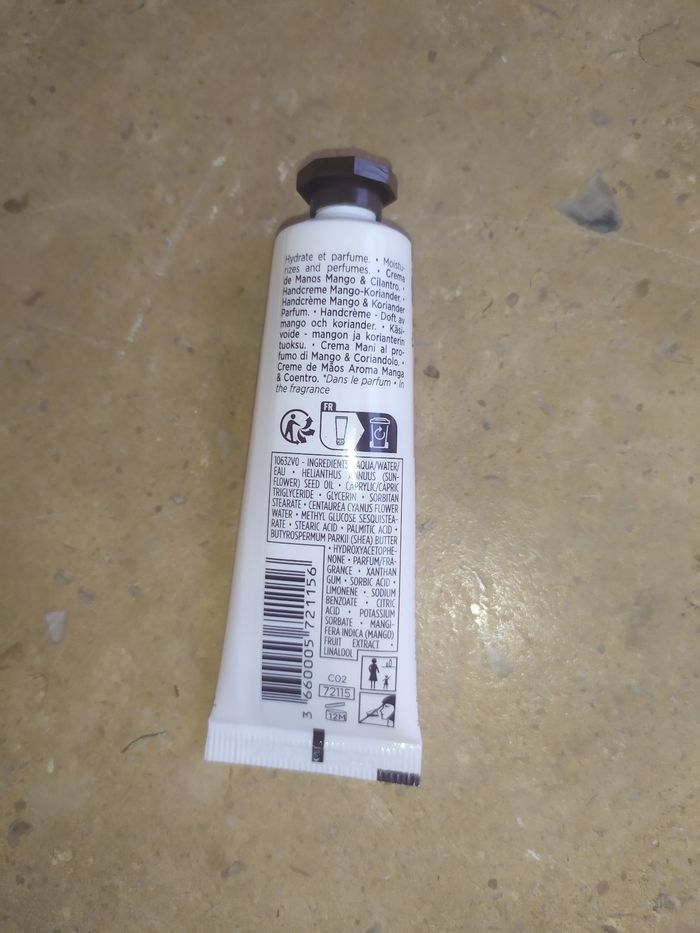 Hydrate et parfume. • Moistu-
rizes and perfumes. • Crema
de Manos Mango & Cilantro. •
Handcreme Mango-Koriander. •
Handcrème Mango & Koriander
Parfum. • Handcrème - Doft av
mango och koriander. • Käsi-
voide - mangon ja korianterin
tuoksu. • Crema Mani al pro-
fumo di Mango & Coriandolo. •
Creme de Mãos Aroma Manga
& Coentro. *Dans le parfum • In
the fragrance
FR
10632V0 - INGREDIENTS: AQUA/WATER/
EAU • HELIANTHUS ANNUUS (SUN-
FLOWER) SEED OIL • CAPRYLIC/CAPRIC
TRIGLYCERIDE • GLYCERIN • SORBITAN
STEARATE • CENTAUREA CYANUS FLOWER
WATER • METHYL GLUCOSE SESQUISTEA-
RATE • STEARIC ACID • PALMITIC ACID •
BUTYROSPERMUM PARKII (SHEA) BUTTER
• HYDROXYACETOPHE-
NONE • PARFUM/FRA-
GRANCE • XANTHAN
GUM • SORBIC ACID •
LIMONENE • SODIUM
BENZOATE • CITRIC
ACID • POTASSIUM
SORBATE • MANGI-
FERA INDICA (MANGO)
FRUIT EXTRACT •
LINALOOL
3 660005 721156
C02
72115
12M